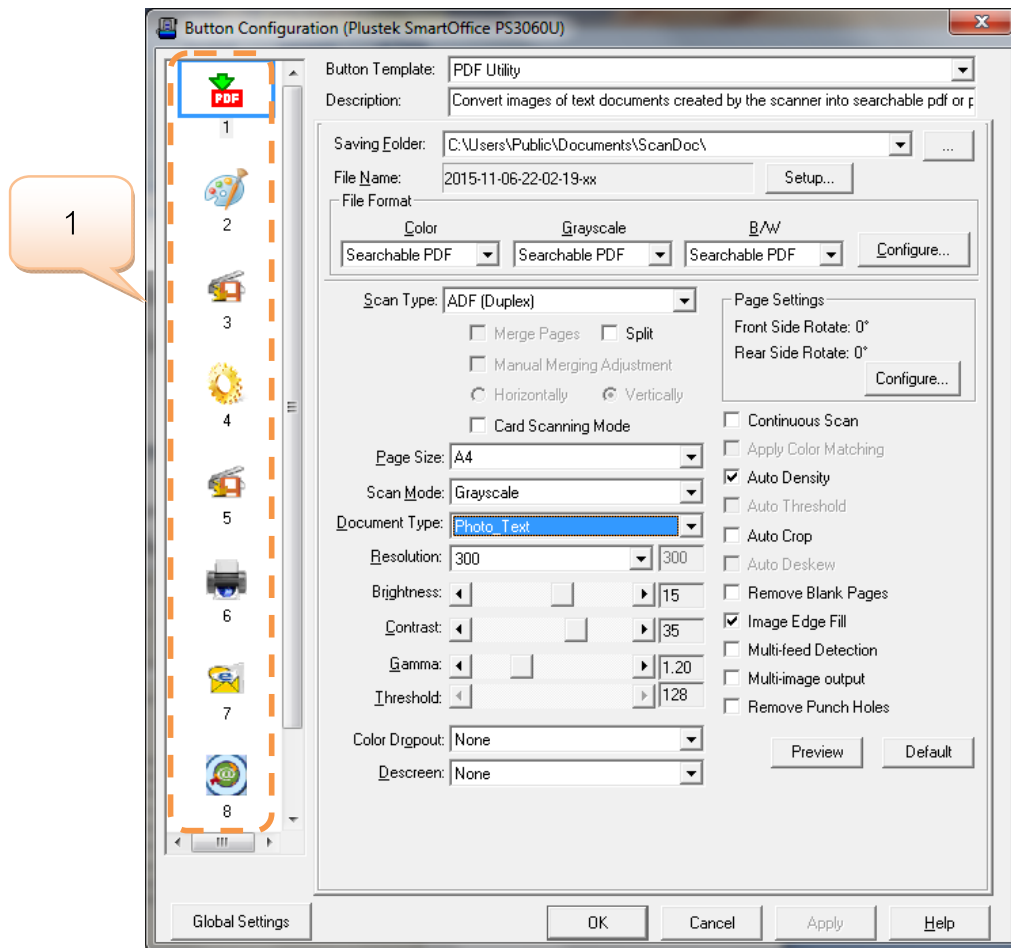 Button Configuration (Plustek SmartOffice PS3060U)
1
PDF
1
2
3
4
5
6
7
8
Button Template: PDF Utility
Description: Convert images of text documents created by the scanner into searchable pdf or
Saving Folder: C:\Users\Public\Documents\ScanDoc\ ...
File Name: 2015-11-06-22-02-19-xx Setup...
File Format
Color Grayscale B/W
Searchable PDF Searchable PDF Searchable PDF Configure...
Scan Type: ADF (Duplex)
Merge Pages Split
Manual Merging Adjustment
Horizontally Vertically
Card Scanning Mode
Page Size: A4
Scan Mode: Grayscale
Document Type: Photo_Text
Resolution: 300 300
Brightness: 15
Contrast: 35
Gamma: 1.20
Threshold: 128
Color Dropout: None
Descreen: None
Page Settings
Front Side Rotate: 0°
Rear Side Rotate: 0°
Configure...
Continuous Scan
Apply Color Matching
Auto Density
Auto Threshold
Auto Crop
Auto Deskew
Remove Blank Pages
Image Edge Fill
Multi-feed Detection
Multi-image output
Remove Punch Holes
Preview Default
Global Settings OK Cancel Apply Help